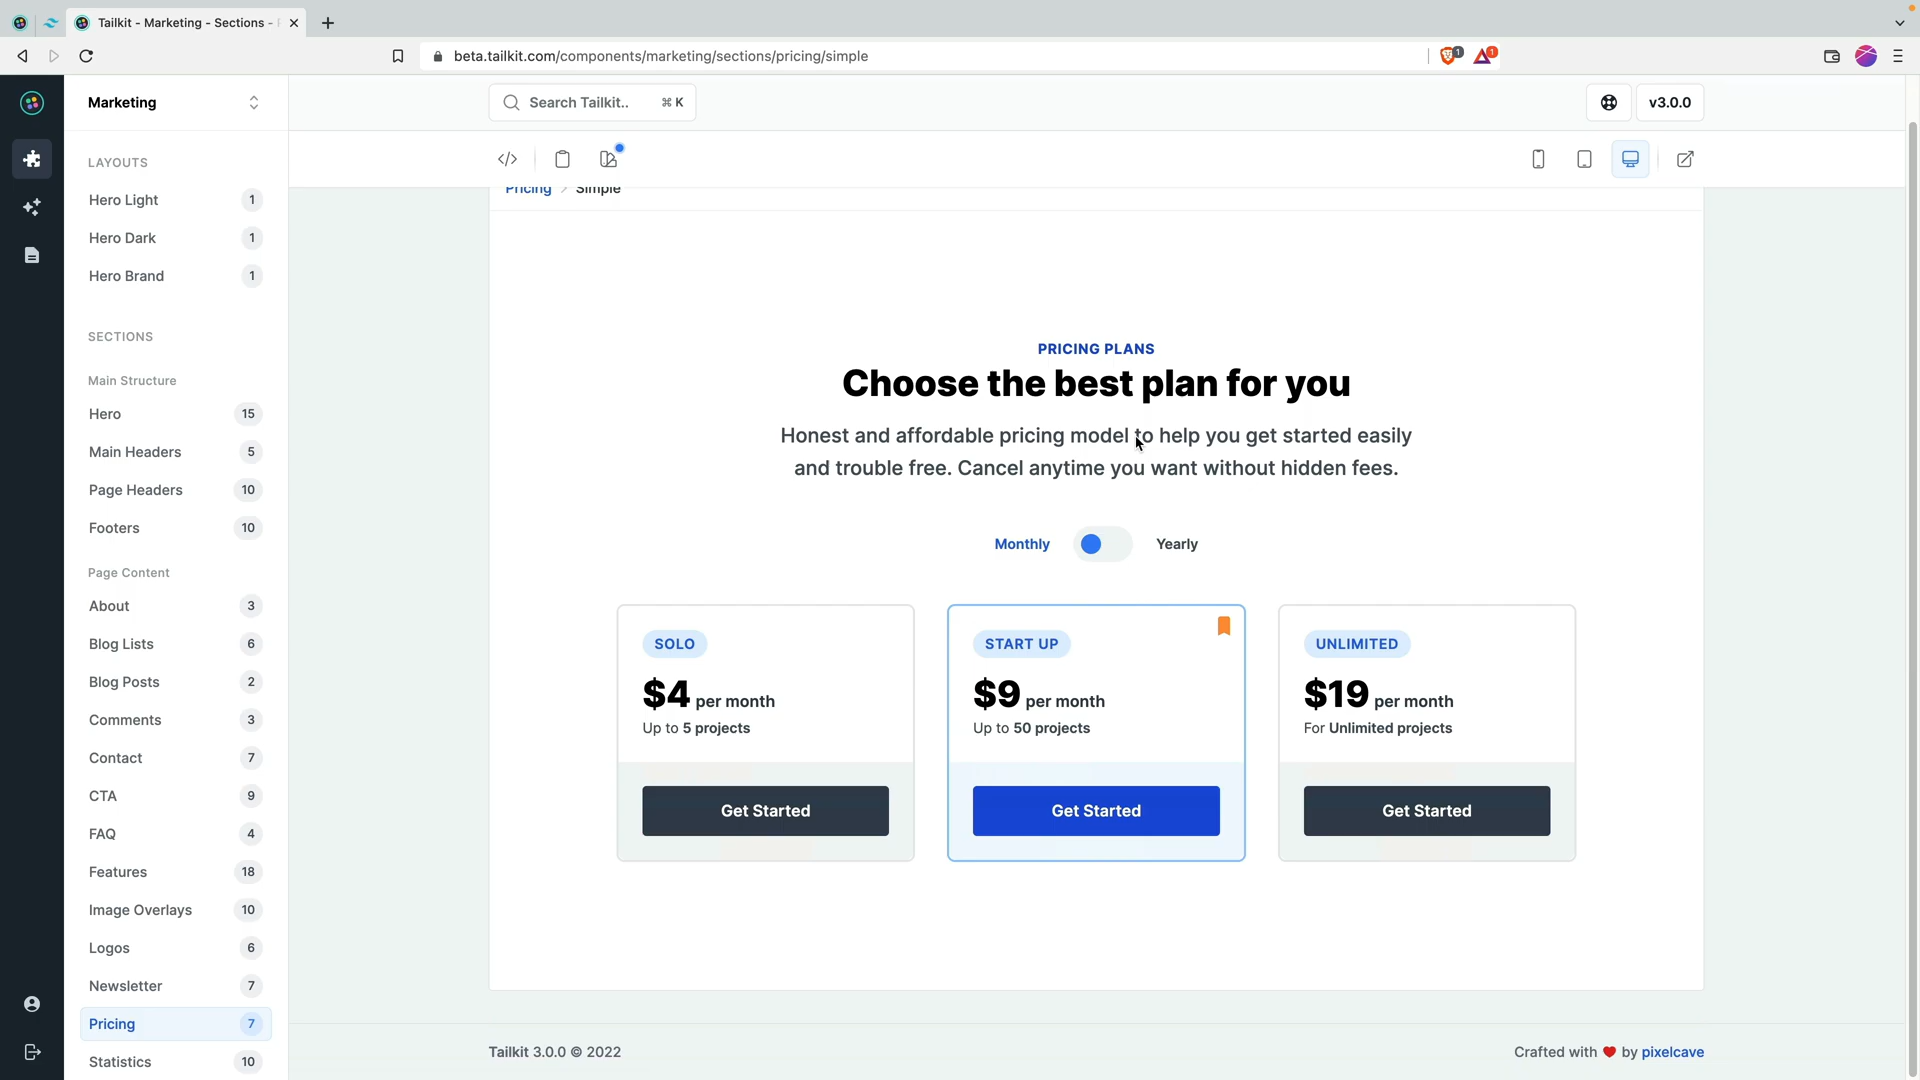 Tailkit - Marketing - Sections -
beta.tailkit.com/components/marketing/sections/pricing/simple
1
1
Marketing
Search Tailkit..
⌘ K
v3.0.0
LAYOUTS
Hero Light 1
Hero Dark 1
Hero Brand 1
SECTIONS
Main Structure
Hero 15
Main Headers 5
Page Headers 10
Footers 10
Page Content
About 3
Blog Lists 6
Blog Posts 2
Comments 3
Contact 7
CTA 9
FAQ 4
Features 18
Image Overlays 10
Logos 6
Newsletter 7
Pricing 7
Statistics 10
Pricing > Simple
PRICING PLANS
Choose the best plan for you
Honest and affordable pricing model to help you get started easily
and trouble free. Cancel anytime you want without hidden fees.
Monthly
Yearly
SOLO
$4 per month
Up to 5 projects
Get Started
START UP
$9 per month
Up to 50 projects
Get Started
UNLIMITED
$19 per month
For Unlimited projects
Get Started
Tailkit 3.0.0 © 2022
Crafted with ❤ by pixelcave